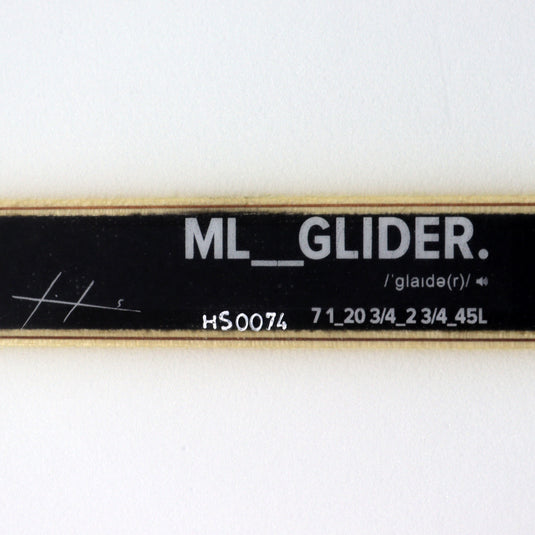 ML__GLIDER.
/ˈglaɪdə(r)/
HS0074 7 1_20 3/4_2 3/4_45L